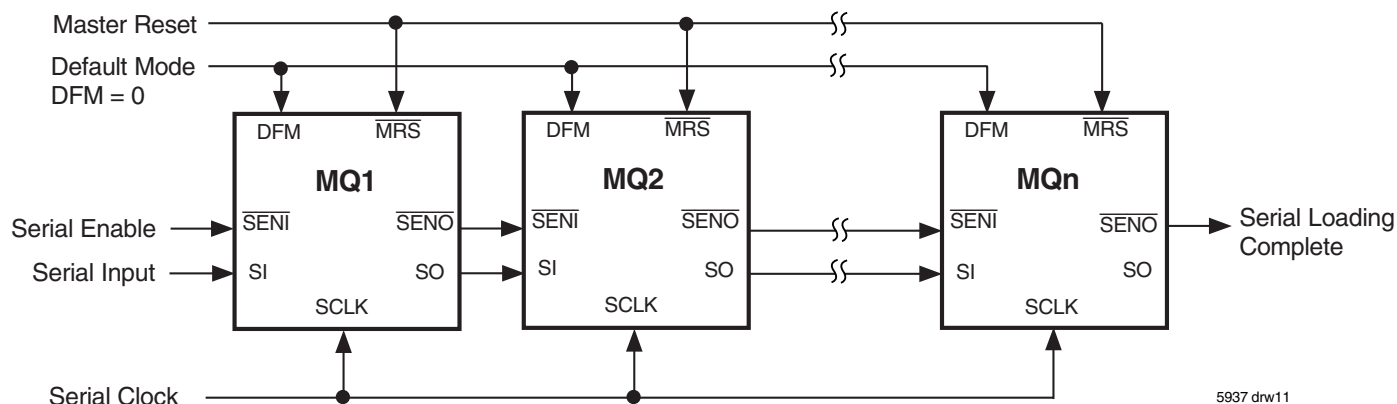 Master Reset
Default Mode
DFM = 0
DFM
MRS
MQ1
SENI
SENO
SI
SO
SCLK
DFM
MRS
MQ2
SENI
SENO
SI
SO
SCLK
DFM
MRS
MQn
SENI
SENO
SI
SO
SCLK
Serial Enable
Serial Input
Serial Loading
Complete
Serial Clock
5937 drw11